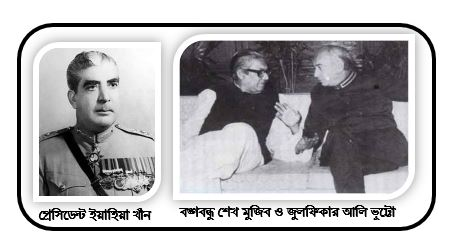 প্রেসিডেন্ট ইয়াহিয়া খাঁন
বঙ্গবন্ধু শেখ মুজিব ও জুলফিকার আলি ভূট্টো